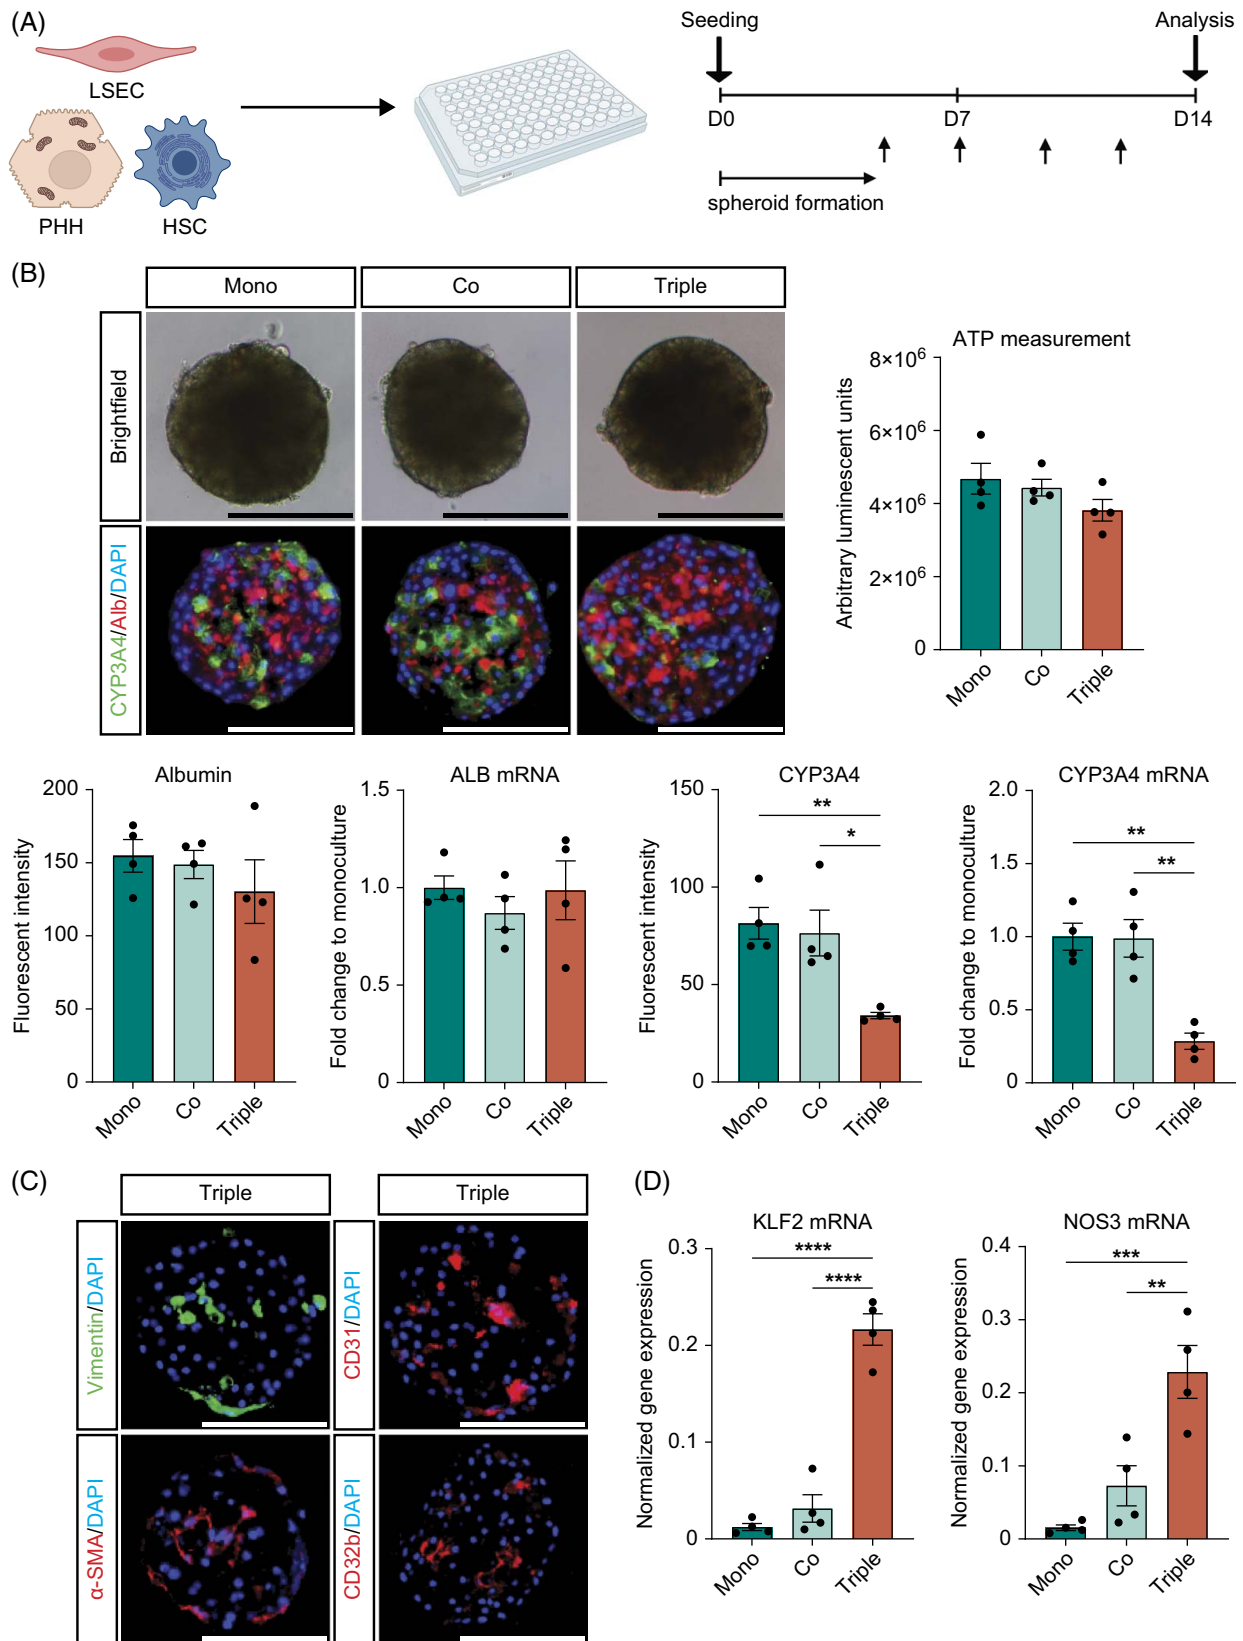 (A)
LSEC
PHH
HSC
Seeding
Analysis
D0
D7
D14
spheroid formation
(B)
Mono
Co
Triple
Brightfield
CYP3A4/Alb/DAPI
ATP measurement
Arbitrary luminescent units
8×10⁶
6×10⁶
4×10⁶
2×10⁶
0
Mono
Co
Triple
Albumin
Fluorescent intensity
200
150
100
50
0
Mono
Co
Triple
ALB mRNA
Fold change to monoculture
1.5
1.0
0.5
0
Mono
Co
Triple
CYP3A4
Fluorescent intensity
150
100
50
0
**
*
Mono
Co
Triple
CYP3A4 mRNA
Fold change to monoculture
2.0
1.5
1.0
0.5
0
**
**
Mono
Co
Triple
(C)
Triple
Triple
Vimentin/DAPI
CD31/DAPI
α-SMA/DAPI
CD32b/DAPI
(D)
KLF2 mRNA
Normalized gene expression
0.3
0.2
0.1
0
****
****
Mono
Co
Triple
NOS3 mRNA
Normalized gene expression
0.4
0.3
0.2
0.1
0
***
**
Mono
Co
Triple